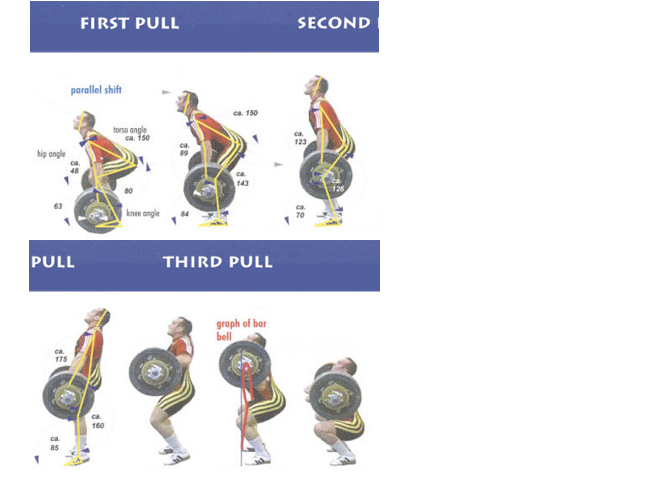 FIRST PULL
SECOND
parallel shift
torso angle
ca. 150
hip angle
ca.
48
80
63
knee angle
ca. 150
ca.
89
ca.
143
84
ca.
123
ca.
126
ca.
70
PULL
THIRD PULL
graph of bar
bell
ca.
175
ca.
160
ca.
85